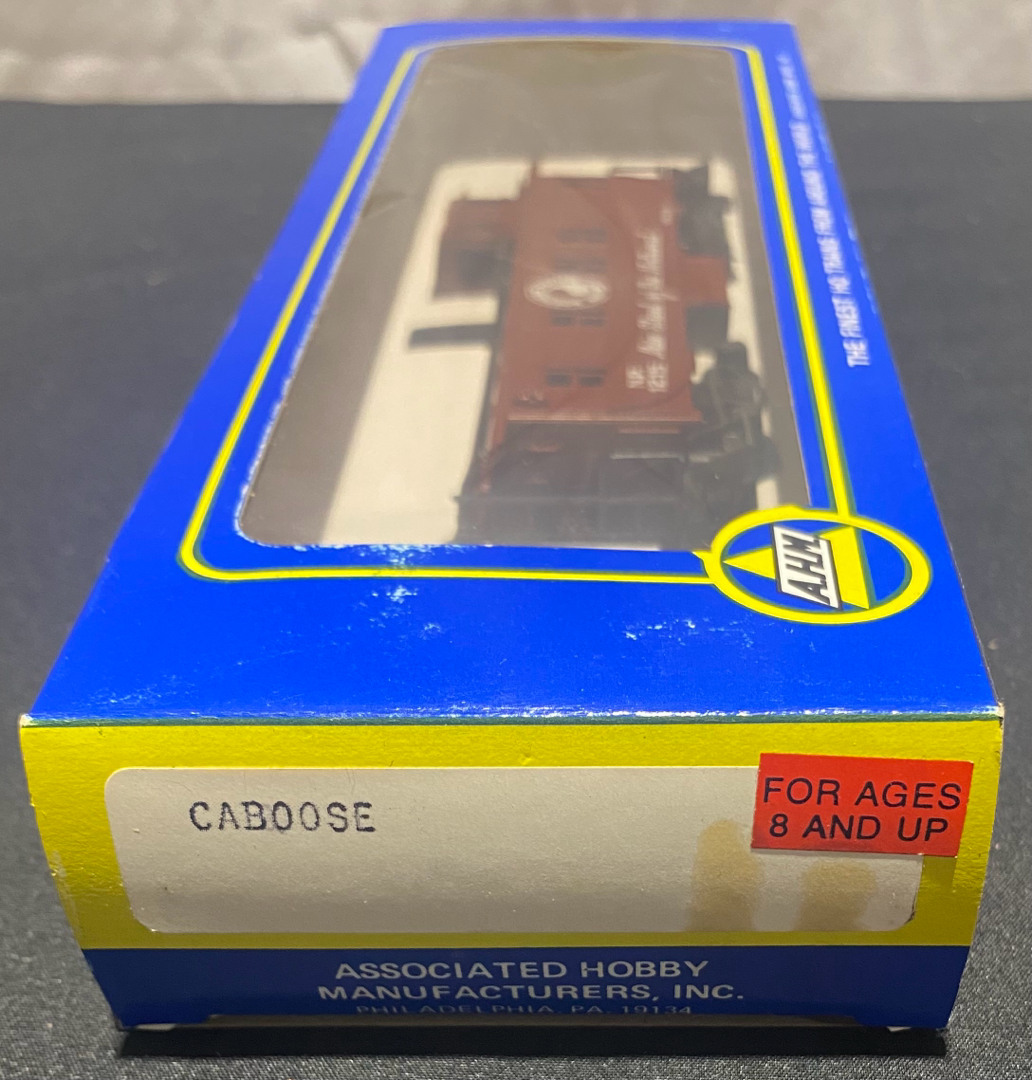 THE FINEST HO TRAINS FROM AROUND THE WORLD
1215
AHM
CABOOSE
FOR AGES
8 AND UP
ASSOCIATED HOBBY
MANUFACTURERS, INC.
PHILADELPHIA, PA. 19134